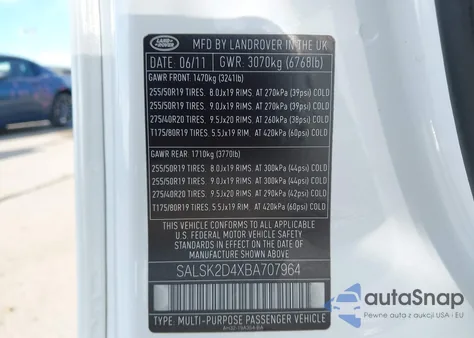 LAND ROVER
MFD BY LANDROVER IN THE UK
DATE: 06/11 GWR: 3070kg (6768lb)
GAWR FRONT: 1470kg (3241lb)
255/50R19 TIRES. 8.0Jx19 RIMS. AT 270kPA (39psi) COLD
255/50R19 TIRES. 9.0Jx19 RIMS. AT 270kPA (39psi) COLD
275/40R20 TIRES. 9.5Jx20 RIMS. AT 260kPA (38psi) COLD
T175/80R19 TIRES. 5.5Jx19 RIM. AT 420kPA (60psi) COLD
GAWR REAR: 1710kg (3770lb)
255/50R19 TIRES. 8.0Jx19 RIMS. AT 300kPA (44psi) COLD
255/50R19 TIRES. 9.0Jx19 RIMS. AT 300kPA (44psi) COLD
275/40R20 TIRES. 9.5Jx20 RIMS. AT 290kPA (42psi) COLD
T175/80R19 TIRES. 5.5Jx19 RIM. AT 420kPA (60psi) COLD
THIS VEHICLE CONFORMS TO ALL APPLICABLE
U.S. FEDERAL MOTOR VEHICLE SAFETY AND
THEFT PREVENTION STANDARDS IN EFFECT
ON THE DATE OF MANUFACTURE SHOWN ABOVE.
SALSK2D4XBA707964
TYPE: MULTI-PURPOSE PASSENGER VEHICLE
autoSnap
Pewne auta z USA i EU